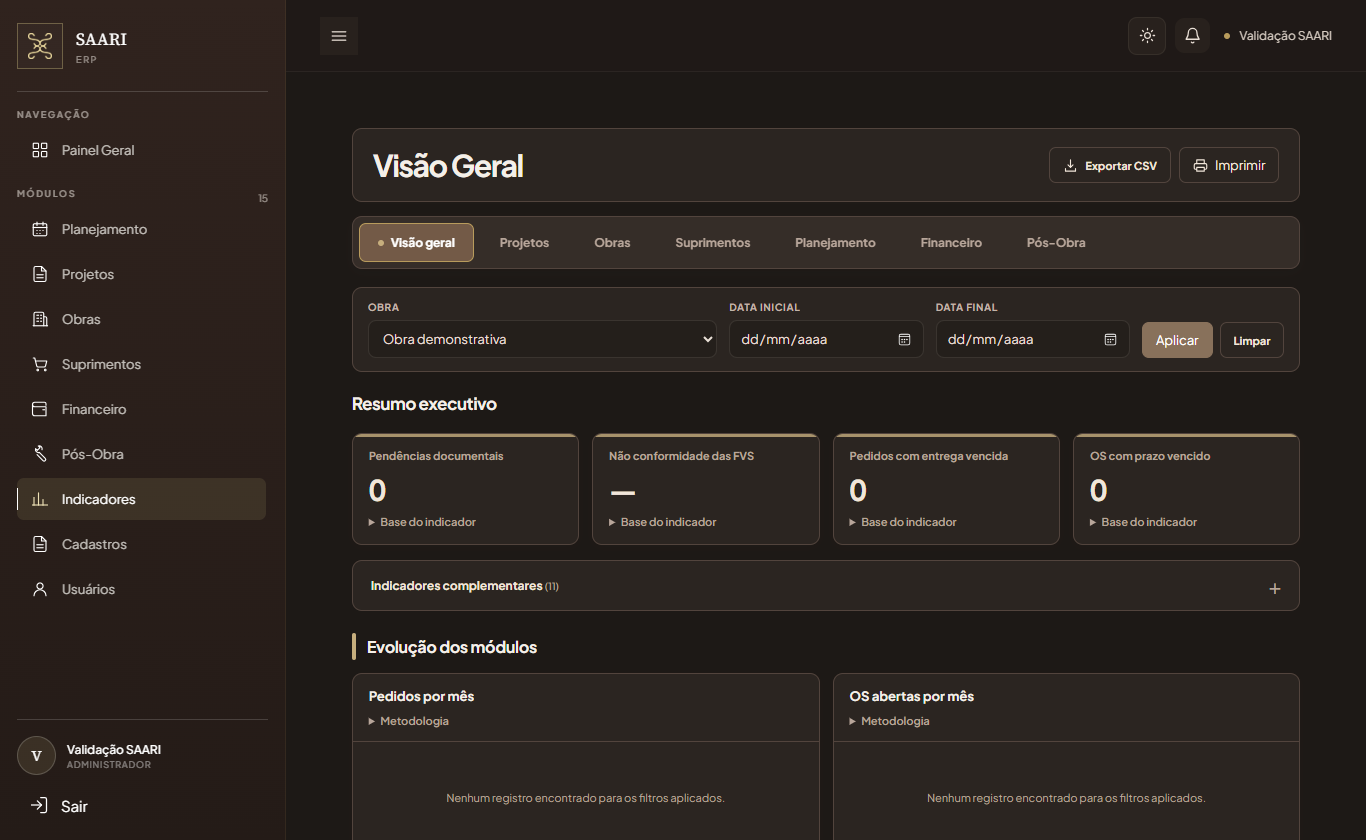 SAARI
ERP
NAVEGAÇÃO
Painel Geral
MÓDULOS
15
Planejamento
Projetos
Obras
Suprimentos
Financeiro
Pós-Obra
Indicadores
Cadastros
Usuários
V
Validação SAARI
ADMINISTRADOR
Sair
Validação SAARI
Visão Geral
Exportar CSV
Imprimir
Visão geral
Projetos
Obras
Suprimentos
Planejamento
Financeiro
Pós-Obra
OBRA
DATA INICIAL
DATA FINAL
Obra demonstrativa
dd/mm/aaaa
dd/mm/aaaa
Aplicar
Limpar
Resumo executivo
Pendências documentais
0
Base do indicador
Não conformidade das FVS
—
Base do indicador
Pedidos com entrega vencida
0
Base do indicador
OS com prazo vencido
0
Base do indicador
Indicadores complementares (11)
+
Evolução dos módulos
Pedidos por mês
Metodologia
Nenhum registro encontrado para os filtros aplicados.
OS abertas por mês
Metodologia
Nenhum registro encontrado para os filtros aplicados.